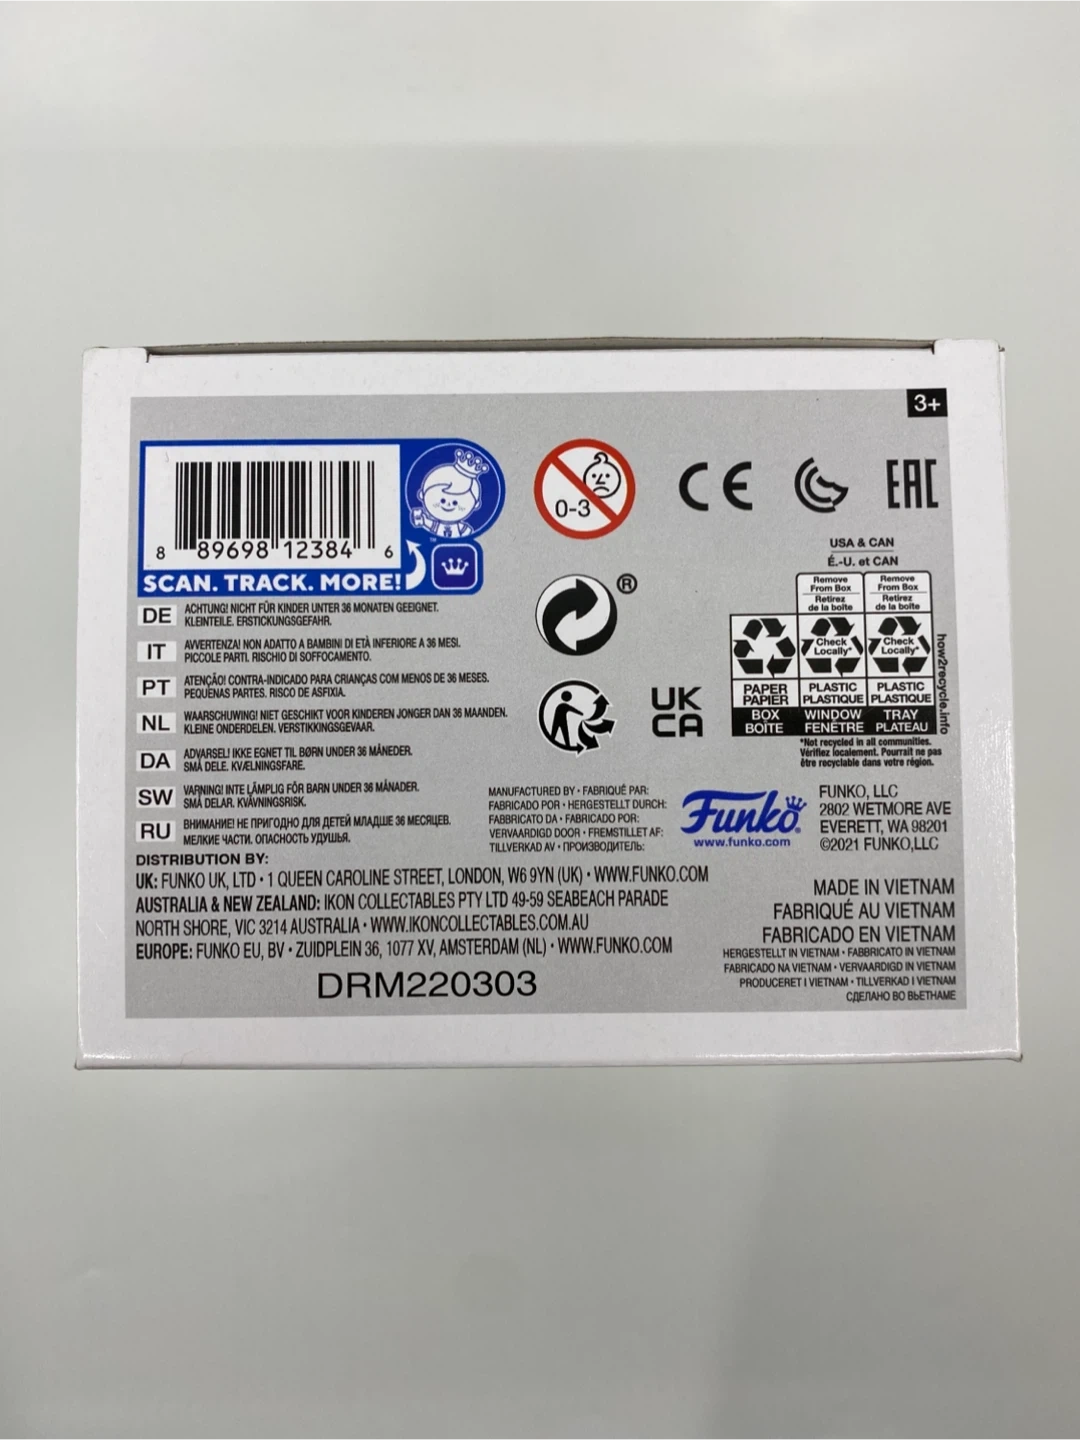 3+
8 89698 12384 6
SCAN. TRACK. MORE!
™
0-3
CE
EAC
USA & CAN
É.-U. et CAN
Remove From Box
Retirez de la boîte
Remove From Box
Retirez de la boîte
Check Locally*
Check Locally*
PAPER PAPIER
PLASTIC PLASTIQUE
PLASTIC PLASTIQUE
BOX BOÎTE
WINDOW FENÊTRE
TRAY PLATEAU
how2recycle.info
*Not recycled in all communities.
Vérifiez localement. Pourrait ne pas
être recyclable dans votre région.
®
UK
CA
DE ACHTUNG! NICHT FÜR KINDER UNTER 36 MONATEN GEEIGNET.
KLEINTEILE. ERSTICKUNGSGEFAHR.
IT AVVERTENZA! NON ADATTO A BAMBINI DI ETÀ INFERIORE A 36 MESI.
PICCOLE PARTI. RISCHIO DI SOFFOCAMENTO.
PT ATENÇÃO! CONTRA-INDICADO PARA CRIANÇAS COM MENOS DE 36 MESES.
PEQUENAS PARTES. RISCO DE ASFIXIA.
NL WAARSCHUWING! NIET GESCHIKT VOOR KINDEREN JONGER DAN 36 MAANDEN.
KLEINE ONDERDELEN. VERSTIKKINGSGEVAAR.
DA ADVARSEL! IKKE EGNET TIL BØRN UNDER 36 MÅNEDER.
SMÅ DELE. KVÆLNINGSFARE.
SW VARNING! INTE LÄMPLIG FÖR BARN UNDER 36 MÅNADER.
SMÅ DELAR. KVÄVNINGSRISK.
RU ВНИМАНИЕ! НЕ ПРИГОДНО ДЛЯ ДЕТЕЙ МЛАДШЕ 36 МЕСЯЦЕВ.
МЕЛКИЕ ЧАСТИ. ОПАСНОСТЬ УДУШЬЯ.
MANUFACTURED BY • FABRIQUÉ PAR:
FABRICADO POR • HERGESTELLT DURCH:
FABBRICATO DA • FABRICADO POR:
VERVAARDIGD DOOR • FREMSTILLET AF:
TILLVERKAD AV • ПРОИЗВОДИТЕЛЬ:
Funko®
www.funko.com
FUNKO, LLC
2802 WETMORE AVE
EVERETT, WA 98201
©2021 FUNKO,LLC
DISTRIBUTION BY:
UK: FUNKO UK, LTD • 1 QUEEN CAROLINE STREET, LONDON, W6 9YN (UK) • WWW.FUNKO.COM
AUSTRALIA & NEW ZEALAND: IKON COLLECTABLES PTY LTD 49-59 SEABEACH PARADE
NORTH SHORE, VIC 3214 AUSTRALIA • WWW.IKONCOLLECTABLES.COM.AU
EUROPE: FUNKO EU, BV • ZUIDPLEIN 36, 1077 XV, AMSTERDAM (NL) • WWW.FUNKO.COM
DRM220303
MADE IN VIETNAM
FABRIQUÉ AU VIETNAM
FABRICADO EN VIETNAM
HERGESTELLT IN VIETNAM • FABBRICATO IN VIETNAM
FABRICADO NA VIETNAM • VERVAARDIGD IN VIETNAM
PRODUCERET I VIETNAM • TILLVERKAD I VIETNAM
СДЕЛАНО ВО ВЬЕТНАМЕ